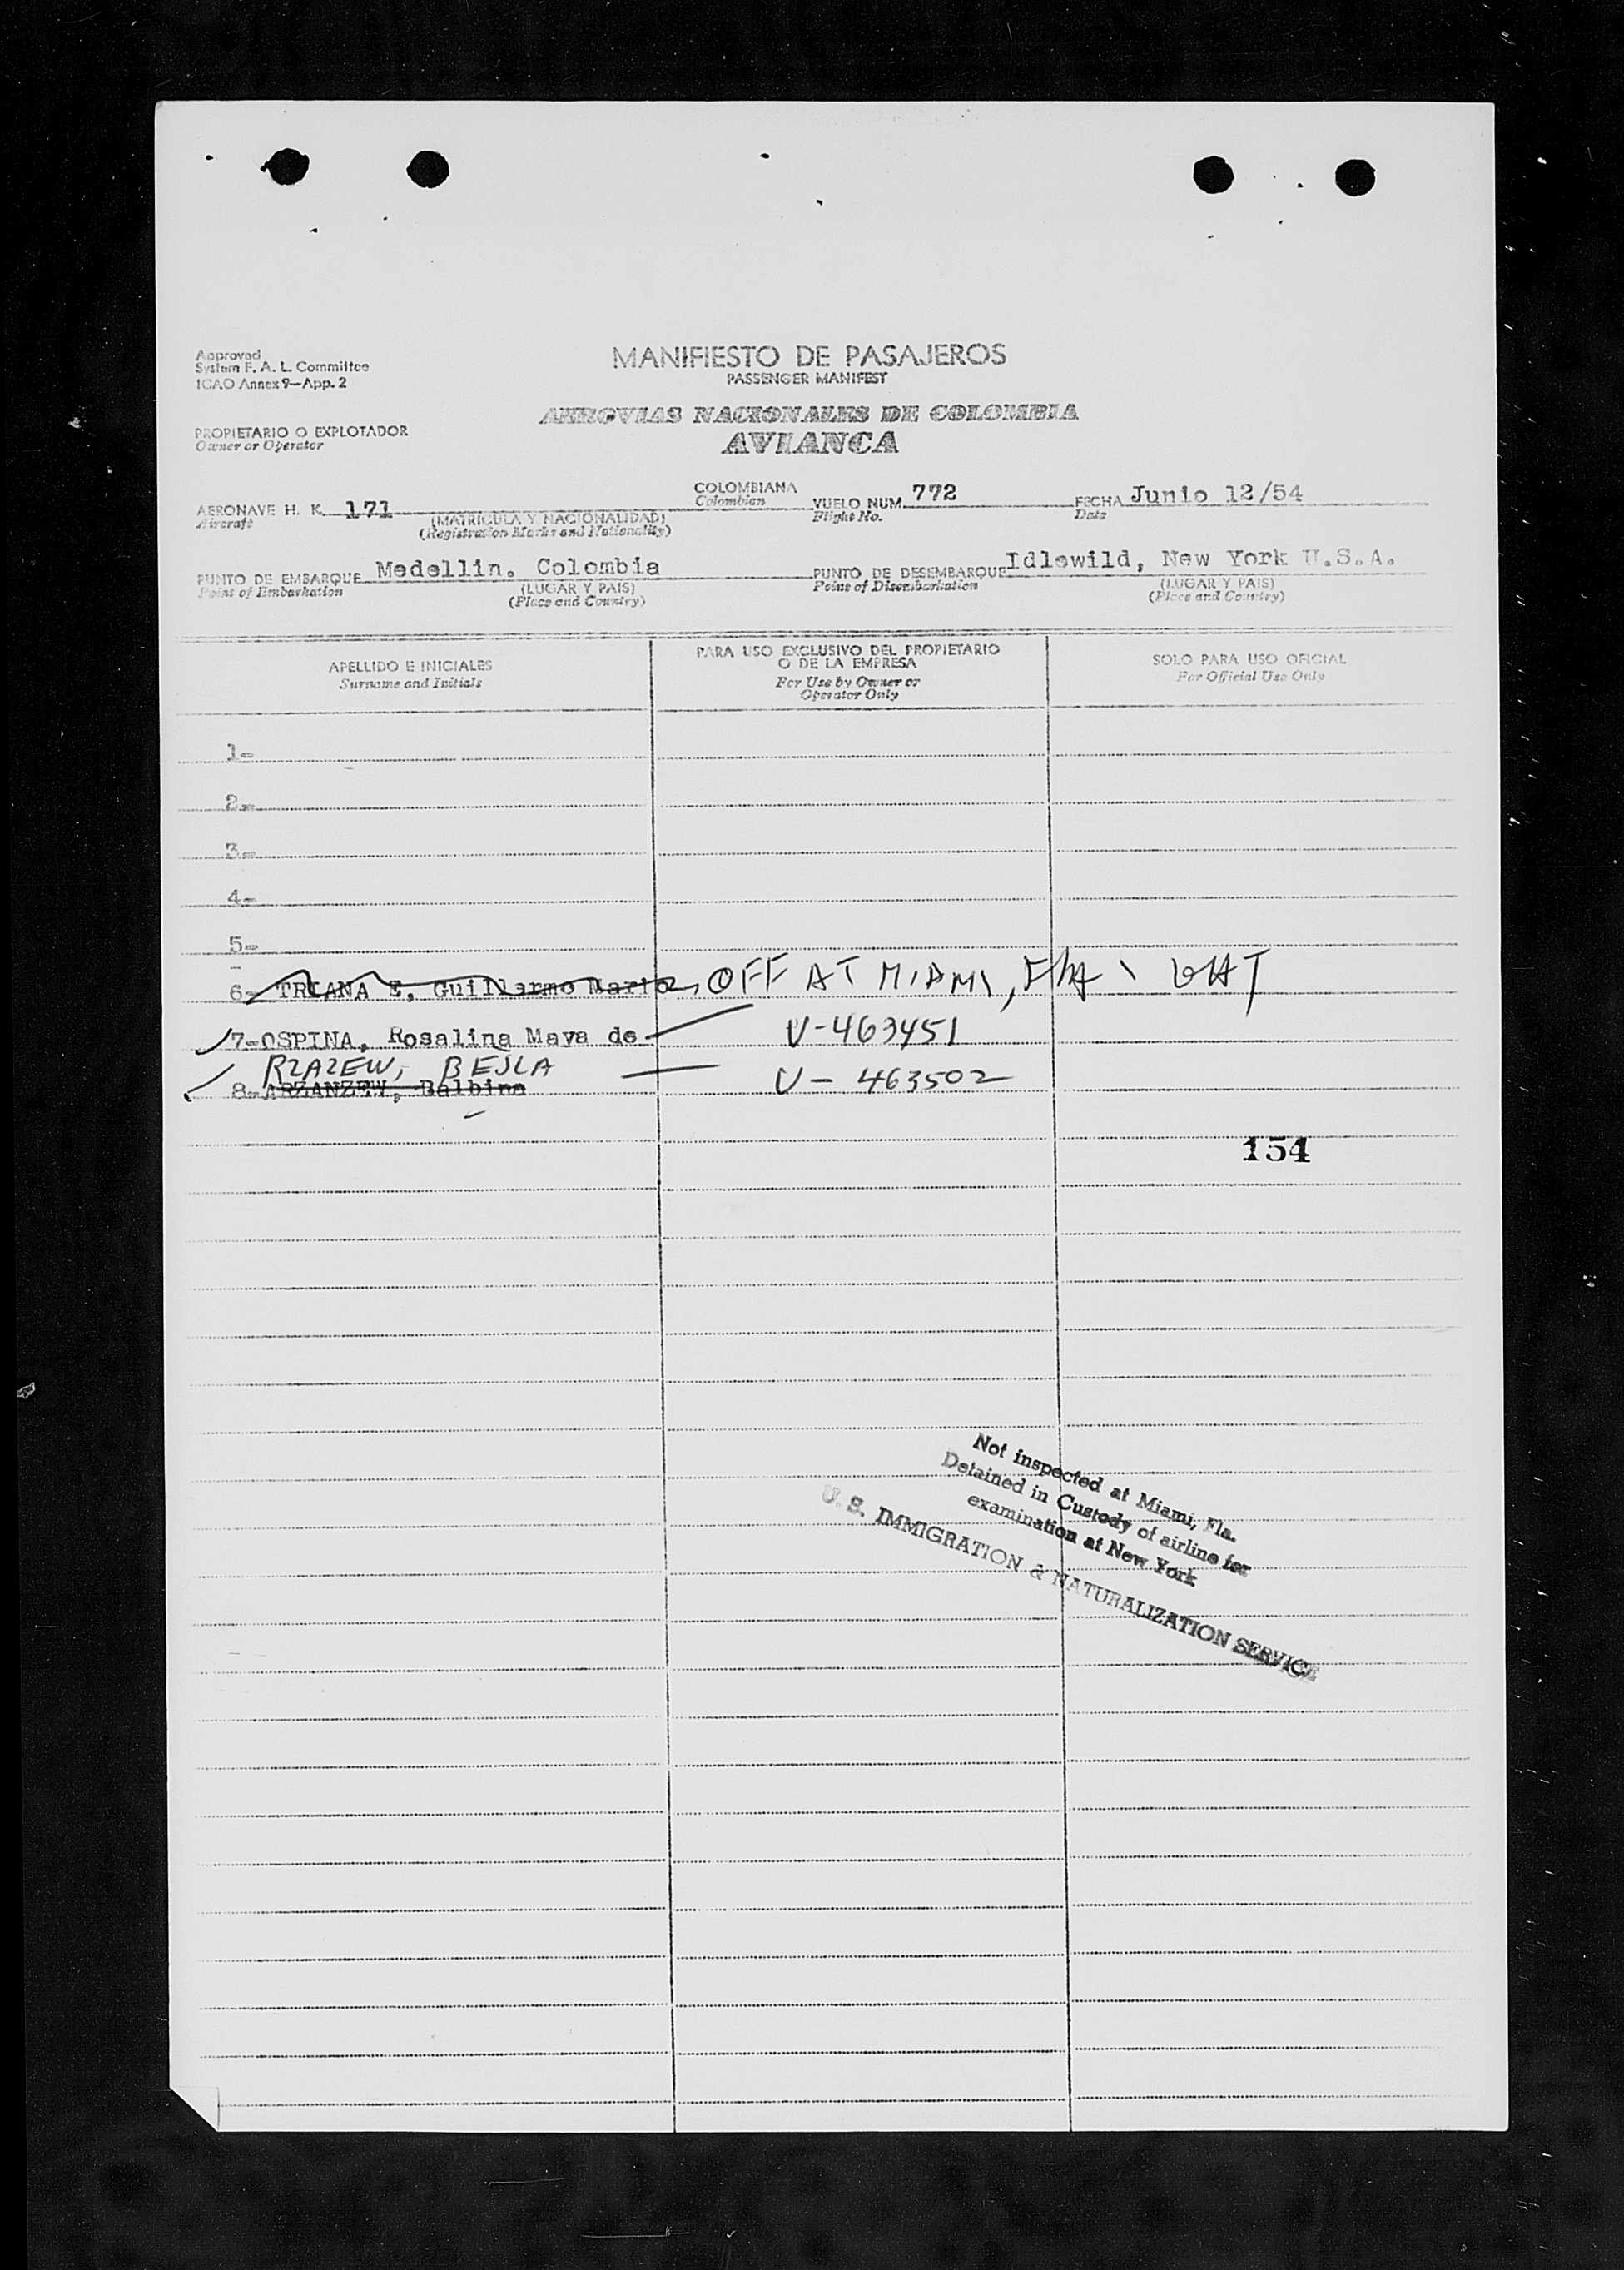 Approved
System F. A. L. Committee
ICAO Annex 9—App. 2
MANIFIESTO DE PASAJEROS
PASSENGER MANIFEST
AEROVIAS NACIONALES DE COLOMBIA
AVIANCA
PROPIETARIO O EXPLOTADOR
Owner or Operator
AERONAVE H. K. 171 COLOMBIANA VUELO NUM. 772 FECHA Junio 12/54
Aircraft (MATRICULA Y NACIONALIDAD) Colombian Flight No. Date
(Registration Marks and Nationality)
PUNTO DE EMBARQUE Medellin. Colombia PUNTO DE DESEMBARQUE Idlewild, New York U.S.A.
Point of Embarkation (LUGAR Y PAIS) Point of Disembarkation (LUGAR Y PAIS)
(Place and Country) (Place and Country)
APELLIDO E INICIALES PARA USO EXCLUSIVO DEL PROPIETARIO O DE LA EMPRESA SOLO PARA USO OFICIAL
Surname and Initials For Use by Owner or Operator Only For Official Use Only
1-
2-
3-
4-
5-
6- TRIANA E, Guillermo Mario, OFF AT MIAMI, FLA
7-OSPINA, Rosalina Maya de V-463451
RZAZEW, BEJLA
8-ARZANZEW, Balbina V-463502
154
Not inspected at Miami, Fla.
Detained in Custody of airline for
examination at New York
U. S. IMMIGRATION & NATURALIZATION SERVICE